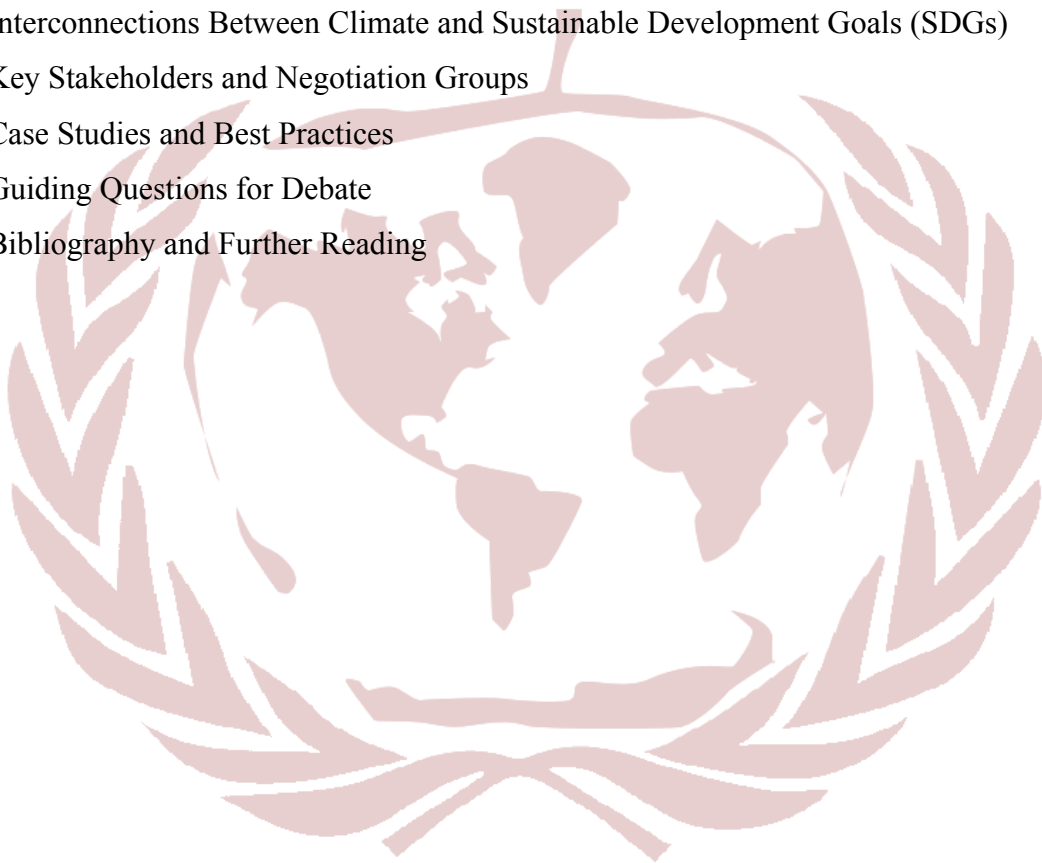 Interconnections Between Climate and Sustainable Development Goals (SDGs)
Key Stakeholders and Negotiation Groups
Case Studies and Best Practices
Guiding Questions for Debate
Bibliography and Further Reading